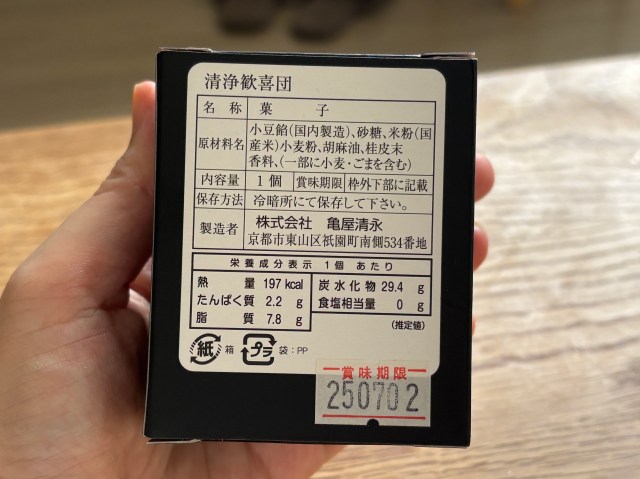 清浄歓喜団
名称 菓子
原材料名 小豆餡(国内製造)、砂糖、米粉(国
産米)小麦粉、胡麻油、桂皮末
香料、(一部に小麦・ごまを含む)
内容量 1個 賞味期限 枠外下部に記載
保存方法 冷暗所にて保存して下さい。
製造者 株式会社 亀屋清永
京都市東山区祇園町南側534番地
栄養成分表示 1個 あたり
熱量 197 kcal 炭水化物 29.4 g
たんぱく質 2.2 g 食塩相当量 0 g
脂質 7.8 g (推定値)
紙 箱 プラ 袋:PP
賞味期限
250702